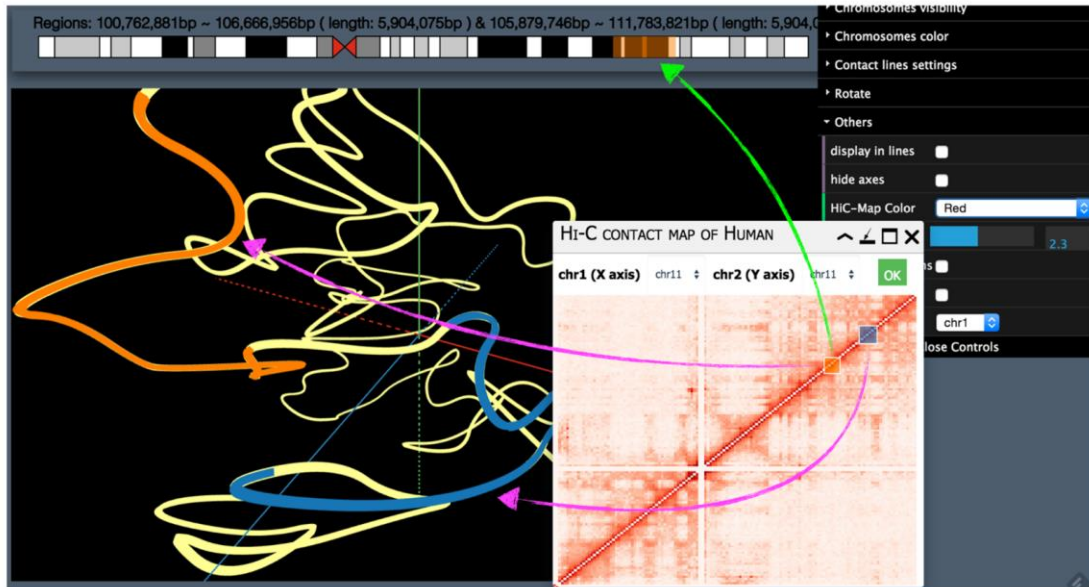 Regions: 100,762,881bp ~ 106,666,956bp ( length: 5,904,075bp ) & 105,879,746bp ~ 111,783,821bp ( length: 5,904,0
Chromosomes visibility
Chromosomes color
Contact lines settings
Rotate
Others
display in lines
hide axes
HiC-Map Color Red
2.3
HI-C CONTACT MAP OF HUMAN
chr1 (X axis) chr11 chr2 (Y axis) chr11 OK
chr1
lose Controls